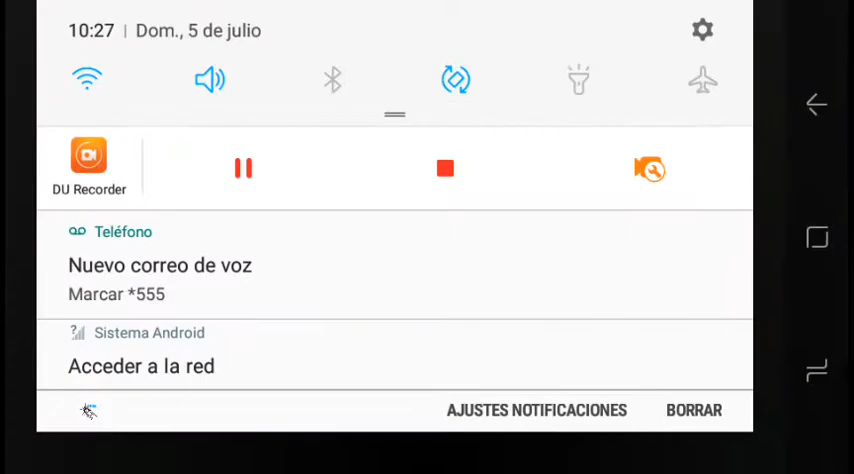 10:27 | Dom., 5 de julio
DU Recorder
Teléfono
Nuevo correo de voz
Marcar *555
Sistema Android
Acceder a la red
AJUSTES NOTIFICACIONES BORRAR